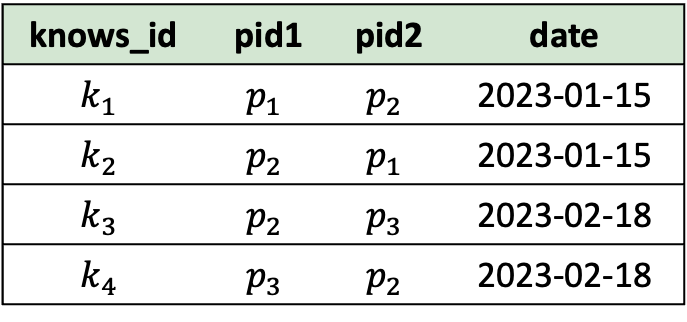 knows_id pid1 pid2 date
k₁ p₁ p₂ 2023-01-15
k₂ p₂ p₁ 2023-01-15
k₃ p₂ p₃ 2023-02-18
k₄ p₃ p₂ 2023-02-18